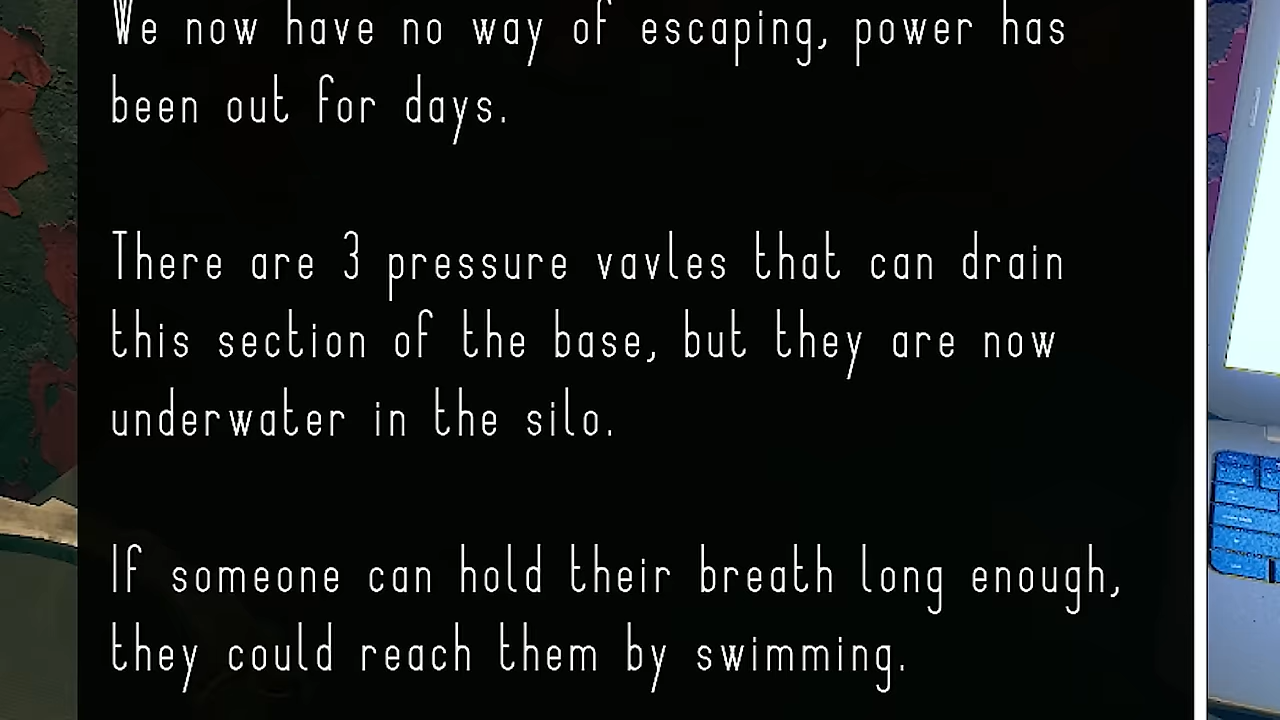 We now have no way of escaping, power has
been out for days.
There are 3 pressure vavles that can drain
this section of the base, but they are now
underwater in the silo.
If someone can hold their breath long enough,
they could reach them by swimming.